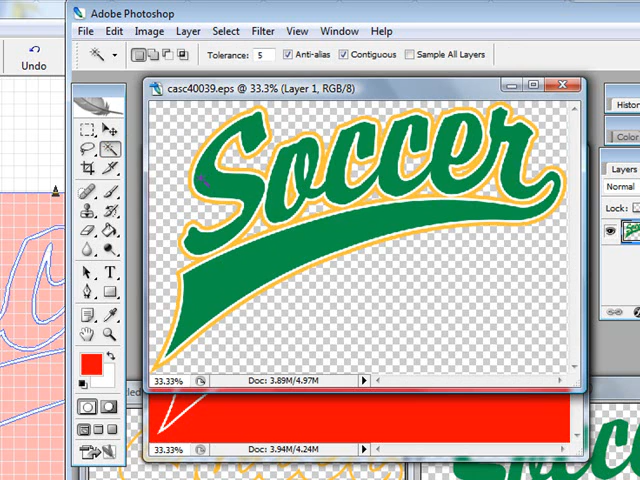 Adobe Photoshop
File Edit Image Layer Select Filter View Window Help
Undo
Tolerance: 5 Anti-alias Contiguous Sample All Layers
casc40039.eps @ 33.3% (Layer 1, RGB/8)
Soccer
Histor
Color
Layers
Normal
Lock:
33.33% Doc: 3.89M/4.97M
33.33% Doc: 3.94M/4.24M